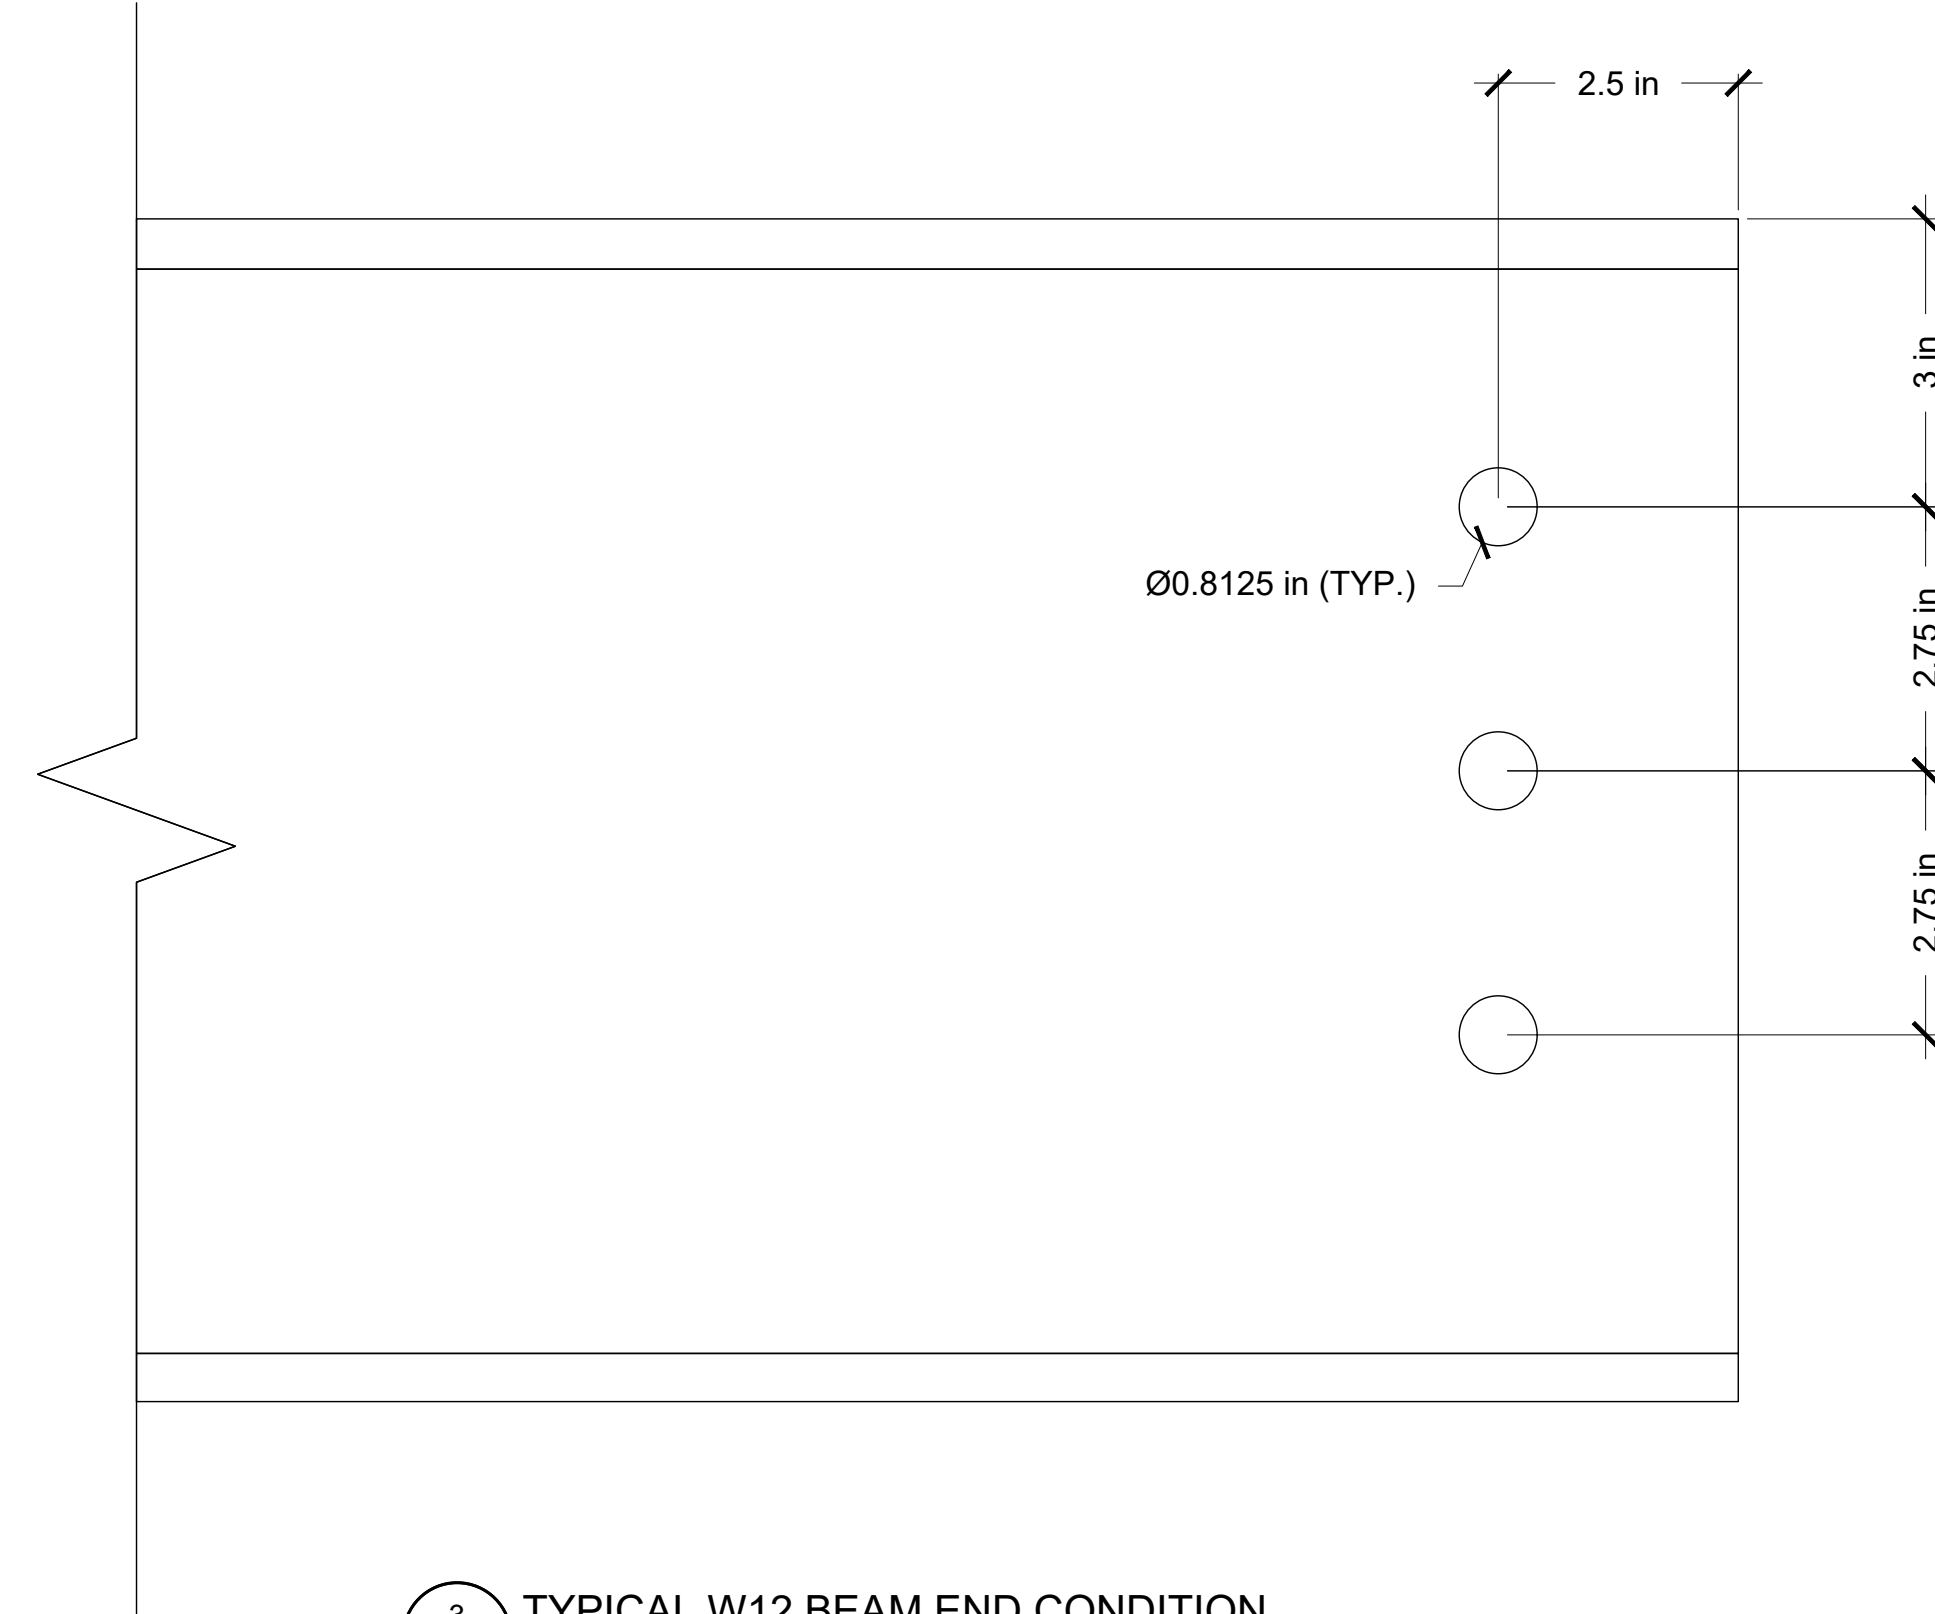 2.5 in
3 in
Ø0.8125 in (TYP.)
2.75 in
2.75 in
3
TYPICAL W12 BEAM END CONDITION